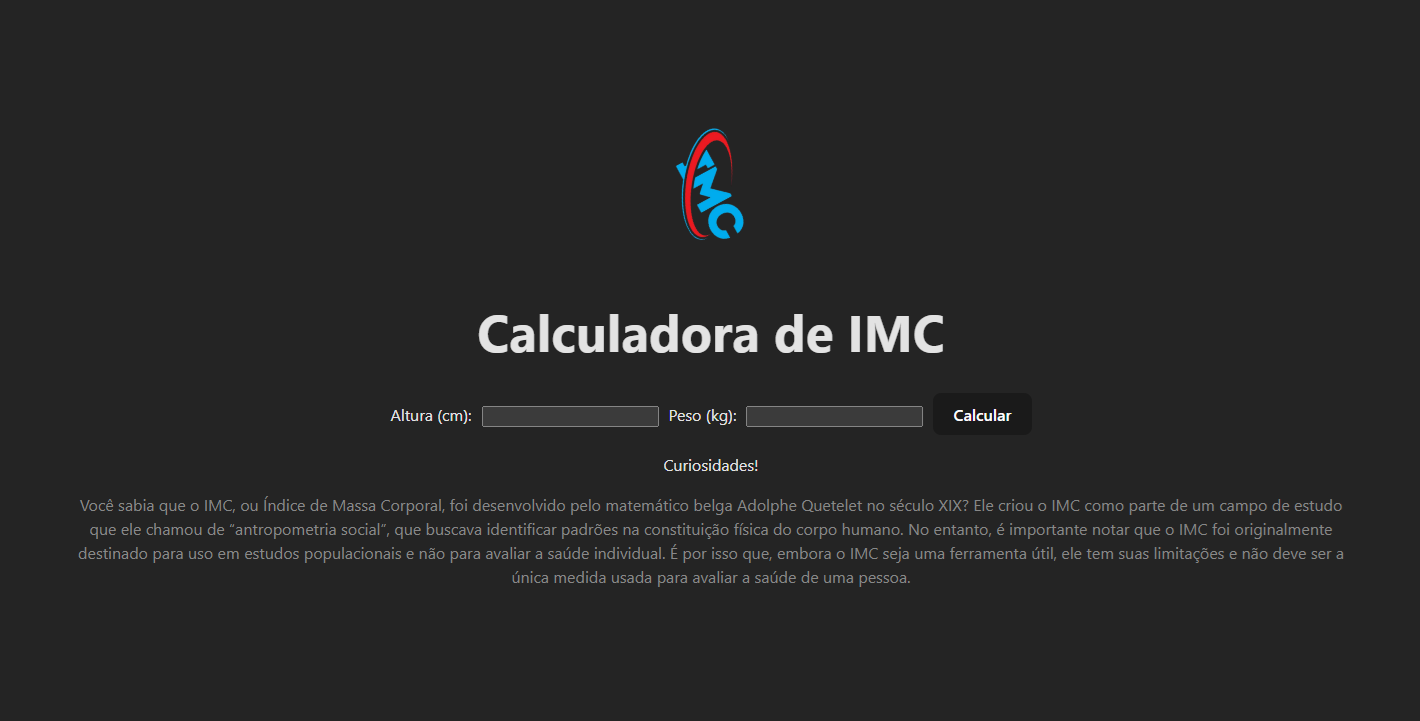 IMC
Calculadora de IMC
Altura (cm): Peso (kg): Calcular
Curiosidades!
Você sabia que o IMC, ou Índice de Massa Corporal, foi desenvolvido pelo matemático belga Adolphe Quetelet no século XIX? Ele criou o IMC como parte de um campo de estudo
que ele chamou de “antropometria social”, que buscava identificar padrões na constituição física do corpo humano. No entanto, é importante notar que o IMC foi originalmente
destinado para uso em estudos populacionais e não para avaliar a saúde individual. É por isso que, embora o IMC seja uma ferramenta útil, ele tem suas limitações e não deve ser a
única medida usada para avaliar a saúde de uma pessoa.